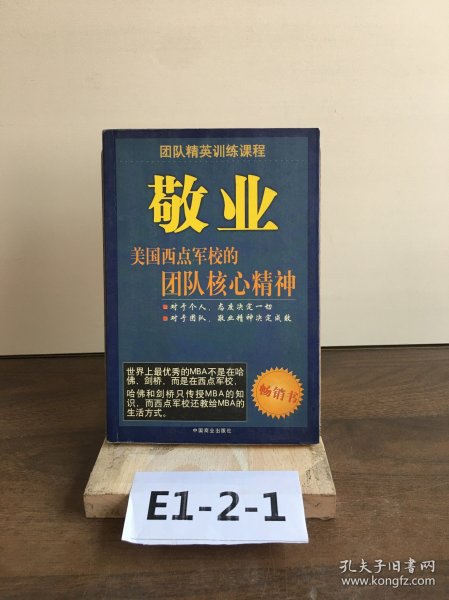 团队精英训练课程
敬业
美国西点军校的
团队核心精神
对于个人，态度决定一切
对于团队，敬业精神决定成败
世界上最优秀的MBA不是在哈
佛、剑桥，而是在西点军校，
哈佛和剑桥只传授MBA的知
识，而西点军校还教给MBA的
生活方式。
畅销书
中国商业出版社
E1-2-1
孔夫子旧书网
www.kongfz.com